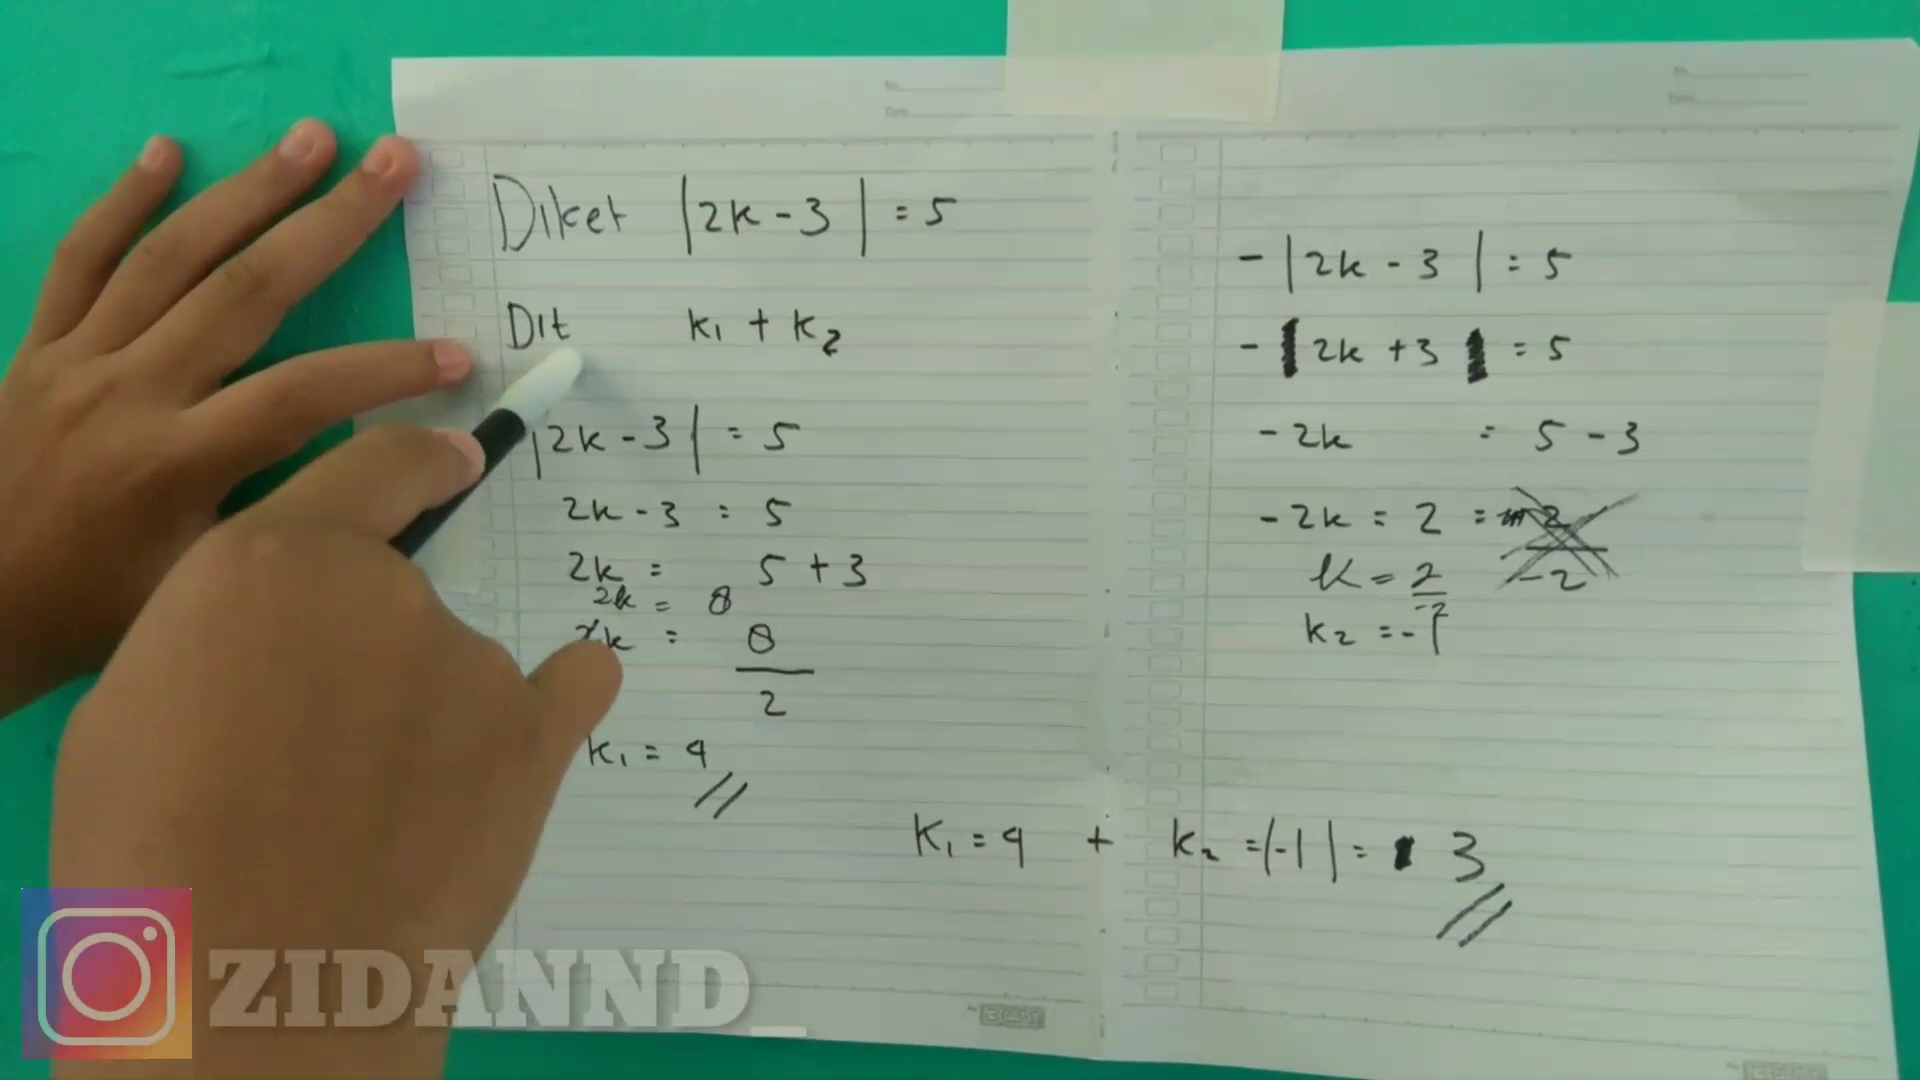 Diket |2k - 3| = 5
Dit k₁ + k₂
|2k - 3| = 5
2k - 3 = 5
2k = 5 + 3
2k = 8
2k = 8
2
k₁ = 4
- |2k - 3| = 5
- 2k + 3 = 5
- 2k = 5 - 3
- 2k = 2 =
-2
k = 2
-2
k₂ = -1
K₁ = 4 + k₂ = (-1) = 3
ZIDANND_